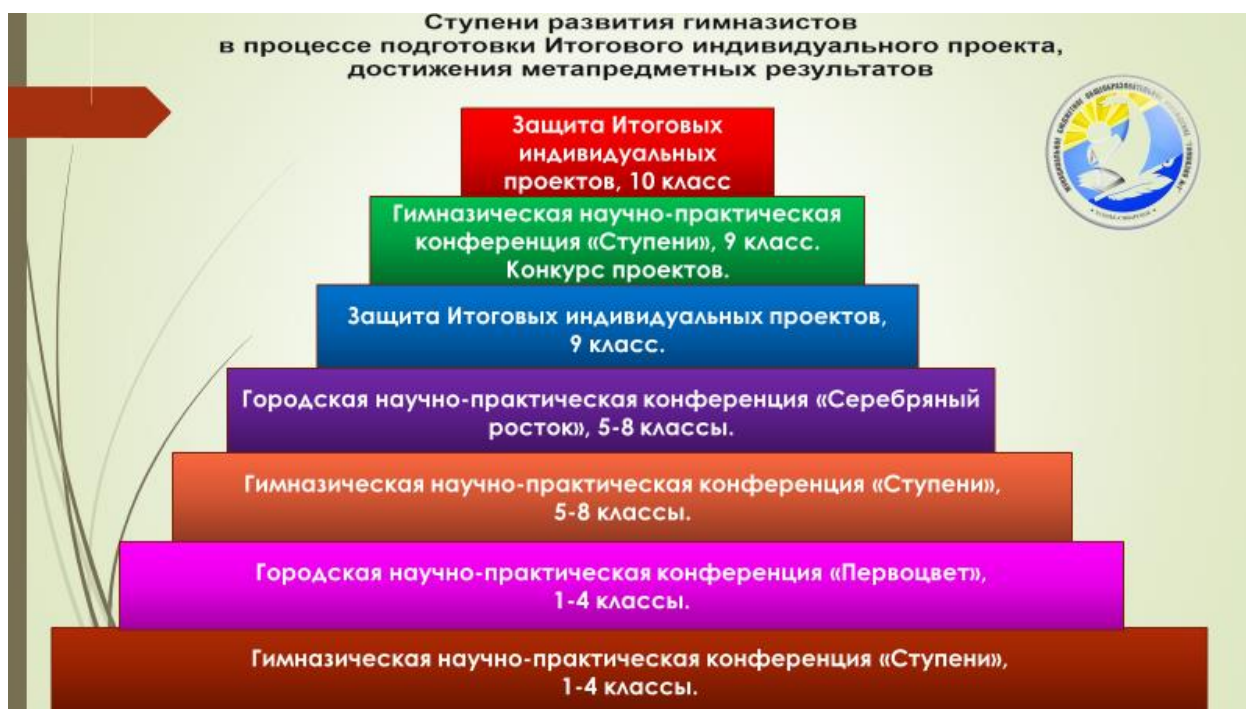 Ступени развития гимназистов
в процессе подготовки Итогового индивидуального проекта,
достижения метапредметных результатов
Защита Итоговых
индивидуальных
проектов, 10 класс
Гимназическая научно-практическая
конференция «Ступени», 9 класс.
Конкурс проектов.
Защита Итоговых индивидуальных проектов,
9 класс.
Городская научно-практическая конференция «Серебряный
росток», 5-8 классы.
Гимназическая научно-практическая конференция «Ступени»,
5-8 классы.
Городская научно-практическая конференция «Первоцвет»,
1-4 классы.
Гимназическая научно-практическая конференция «Ступени»,
1-4 классы.